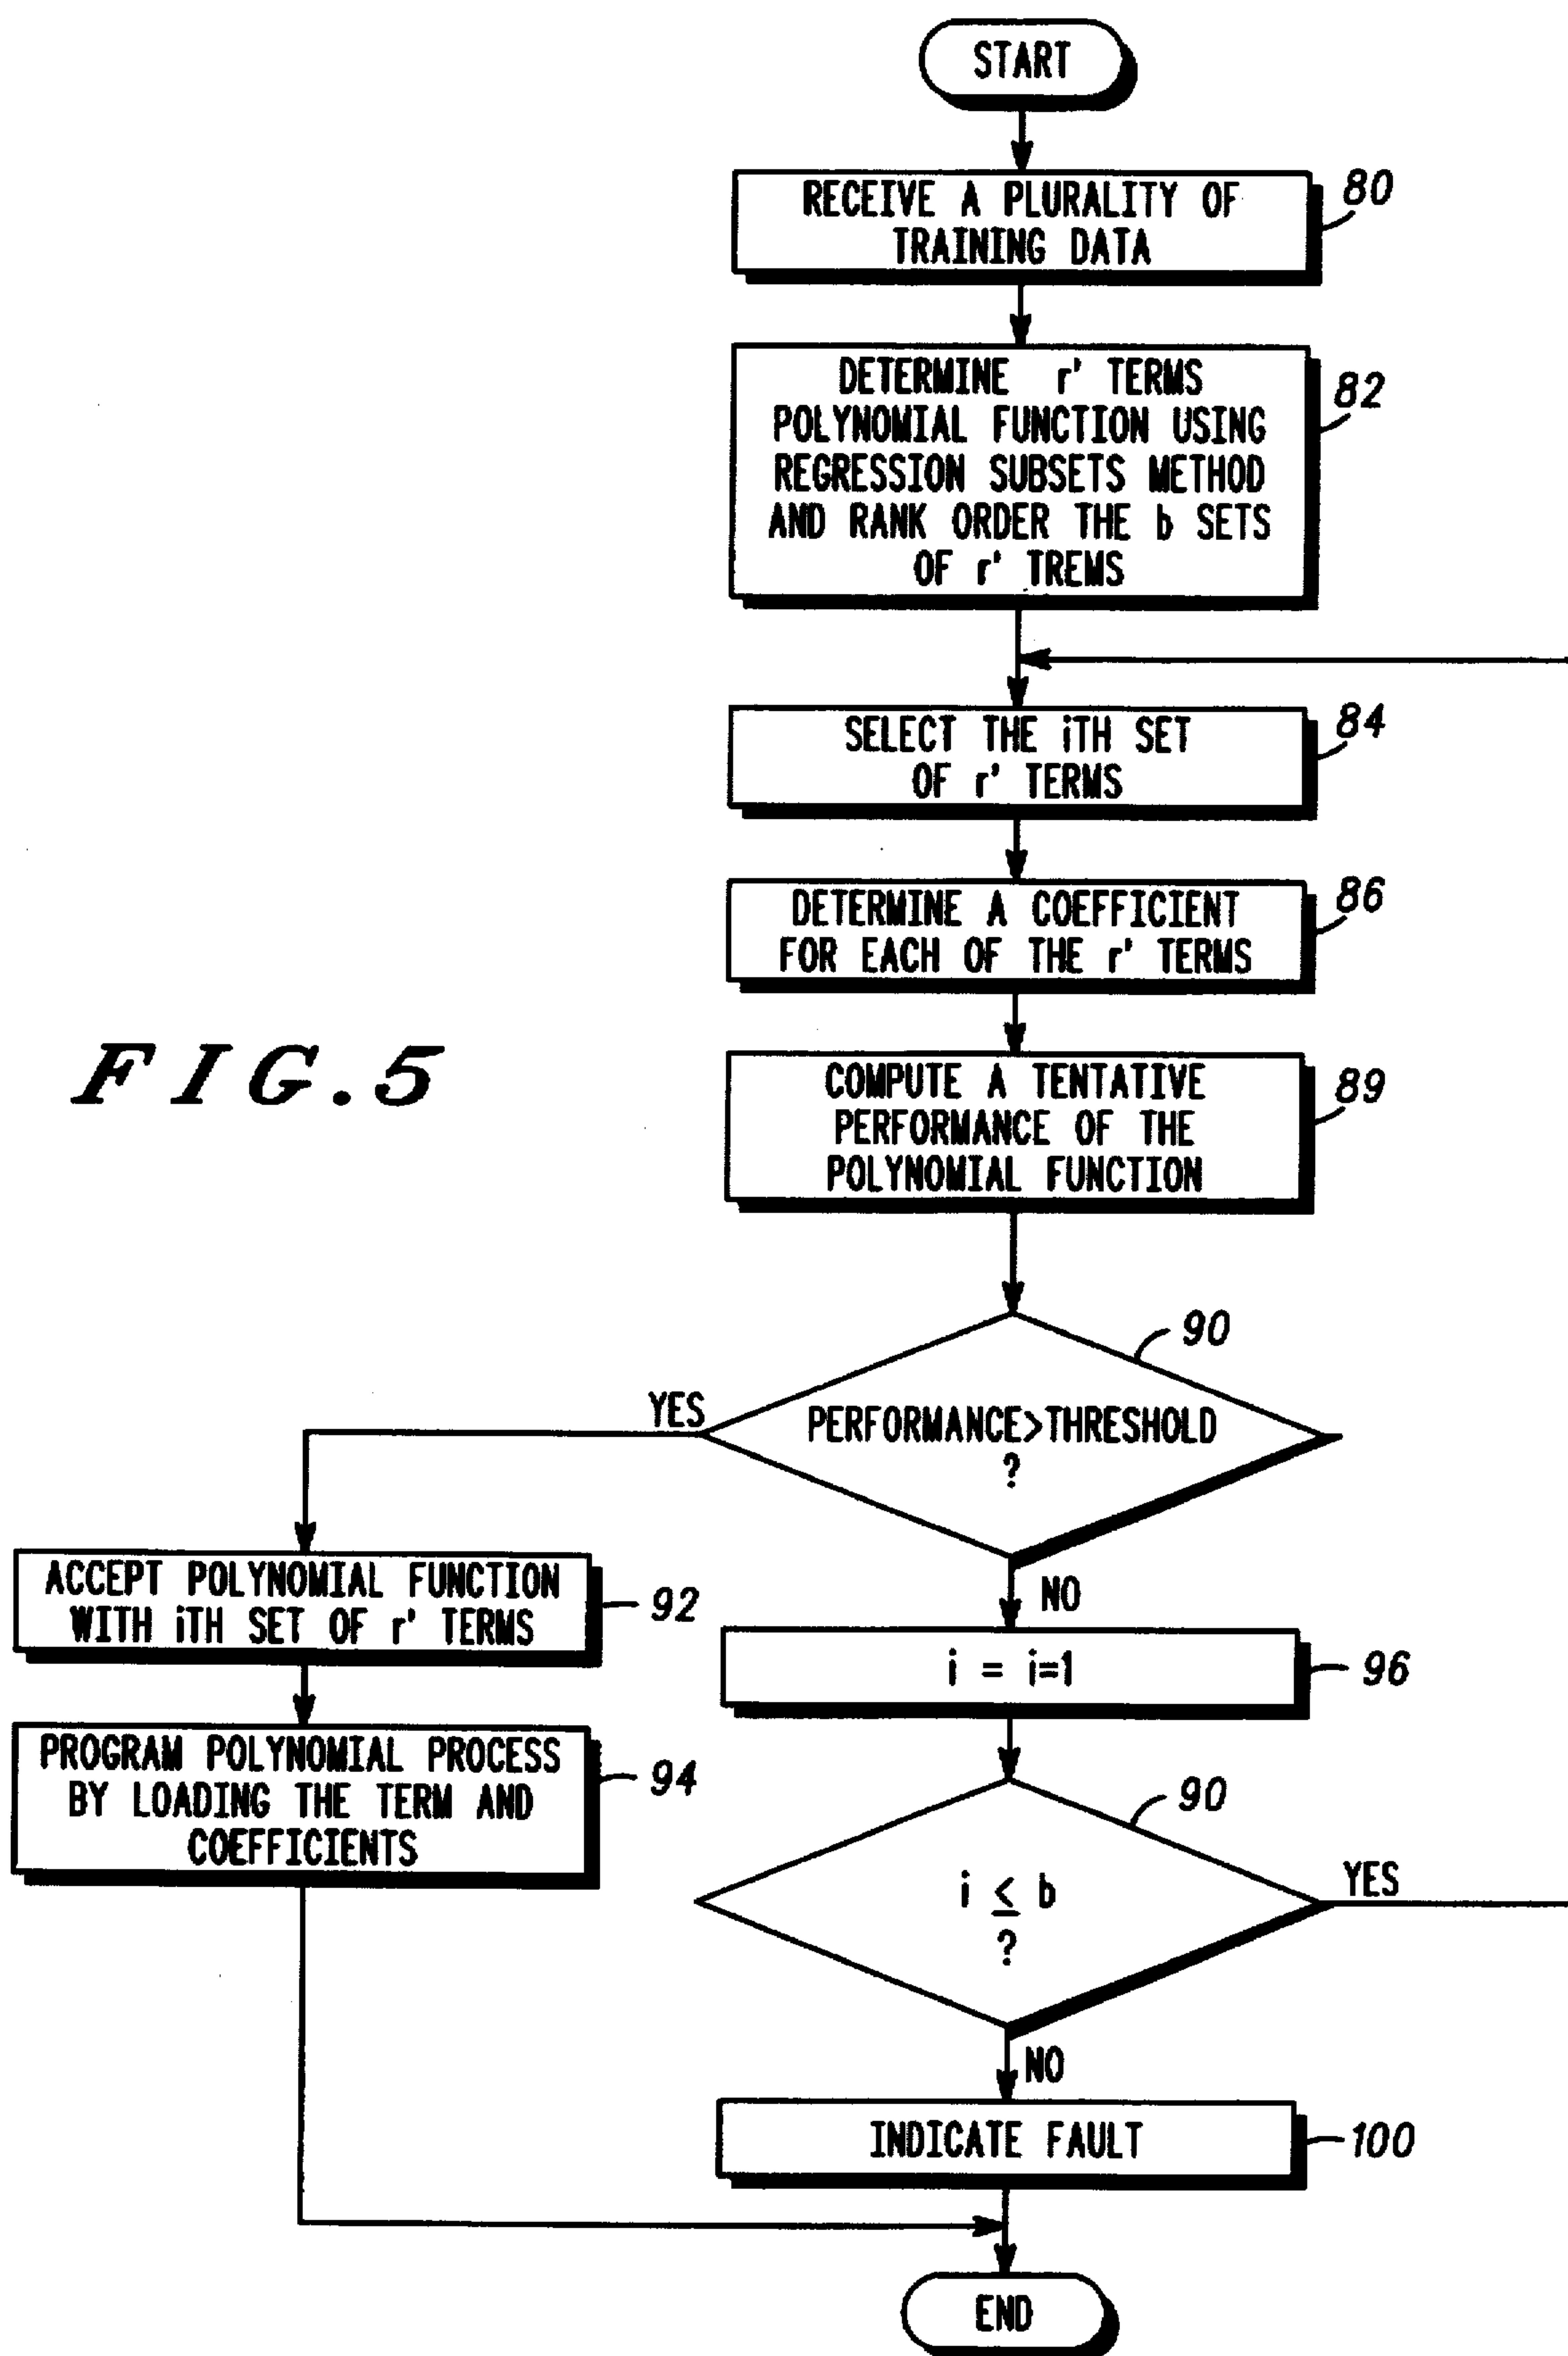 START
RECEIVE A PLURALITY OF
TRAINING DATA
80
DETERMINE r' TERMS
POLYNOMIAL FUNCTION USING
REGRESSION SUBSETS METHOD
AND RANK ORDER THE b SETS
OF r' TREMS
82
SELECT THE iTH SET
OF r' TERMS
84
DETERMINE A COEFFICIENT
FOR EACH OF THE r' TERMS
86
FIG.5
COMPUTE A TENTATIVE
PERFORMANCE OF THE
POLYNOMIAL FUNCTION
89
90
YES
PERFORMANCE>THRESHOLD
?
NO
ACCEPT POLYNOMIAL FUNCTION
WITH iTH SET OF r' TERMS
92
i = i=1
96
PROGRAM POLYNOMIAL PROCESS
BY LOADING THE TERM AND
COEFFICIENTS
94
90
i ≤ b
?
YES
NO
INDICATE FAULT
100
END